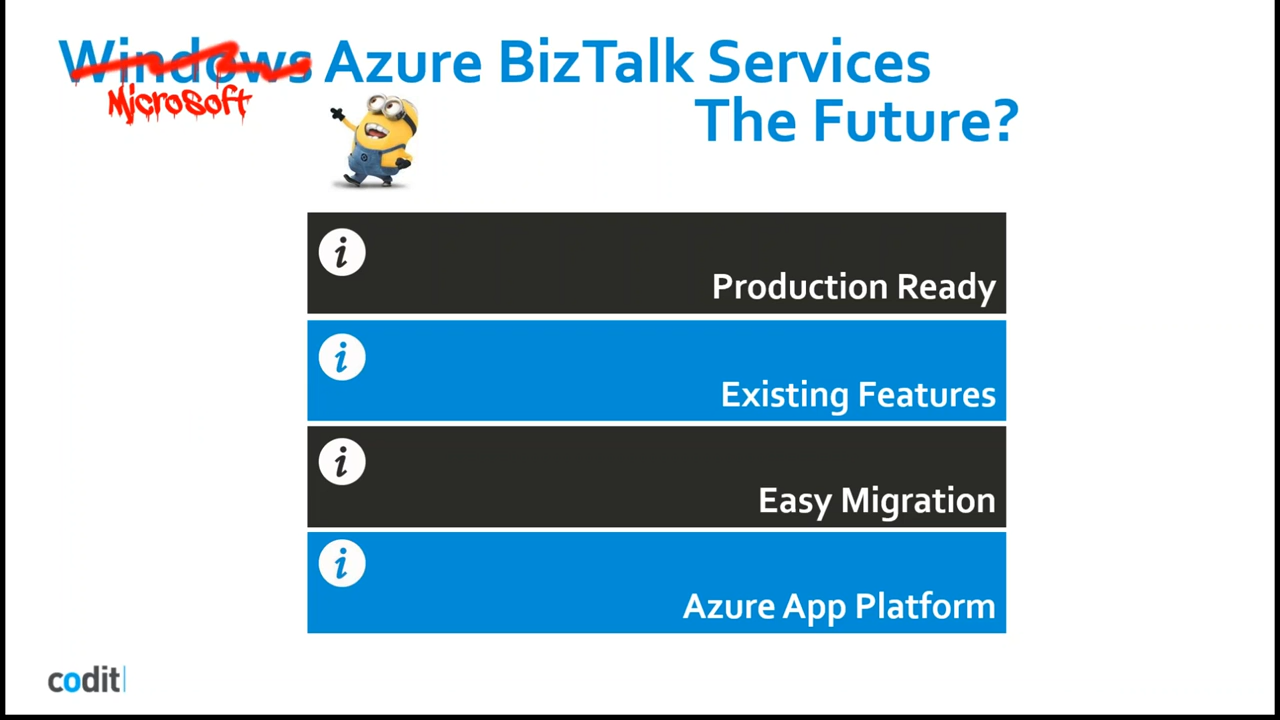 Windows Azure BizTalk Services
Microsoft
The Future?
i
Production Ready
i
Existing Features
i
Easy Migration
i
Azure App Platform
codit